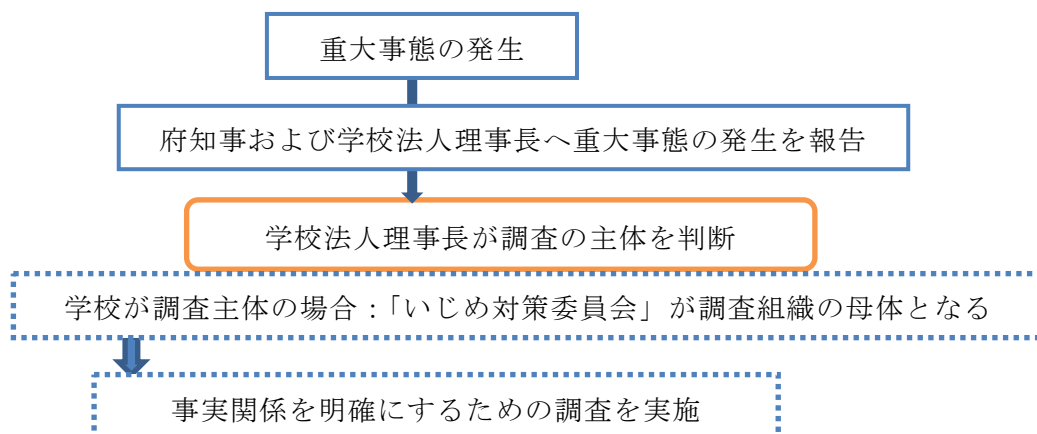 重大事態の発生
府知事および学校法人理事長へ重大事態の発生を報告
学校法人理事長が調査の主体を判断
学校が調査主体の場合：「いじめ対策委員会」が調査組織の母体となる
事実関係を明確にするための調査を実施